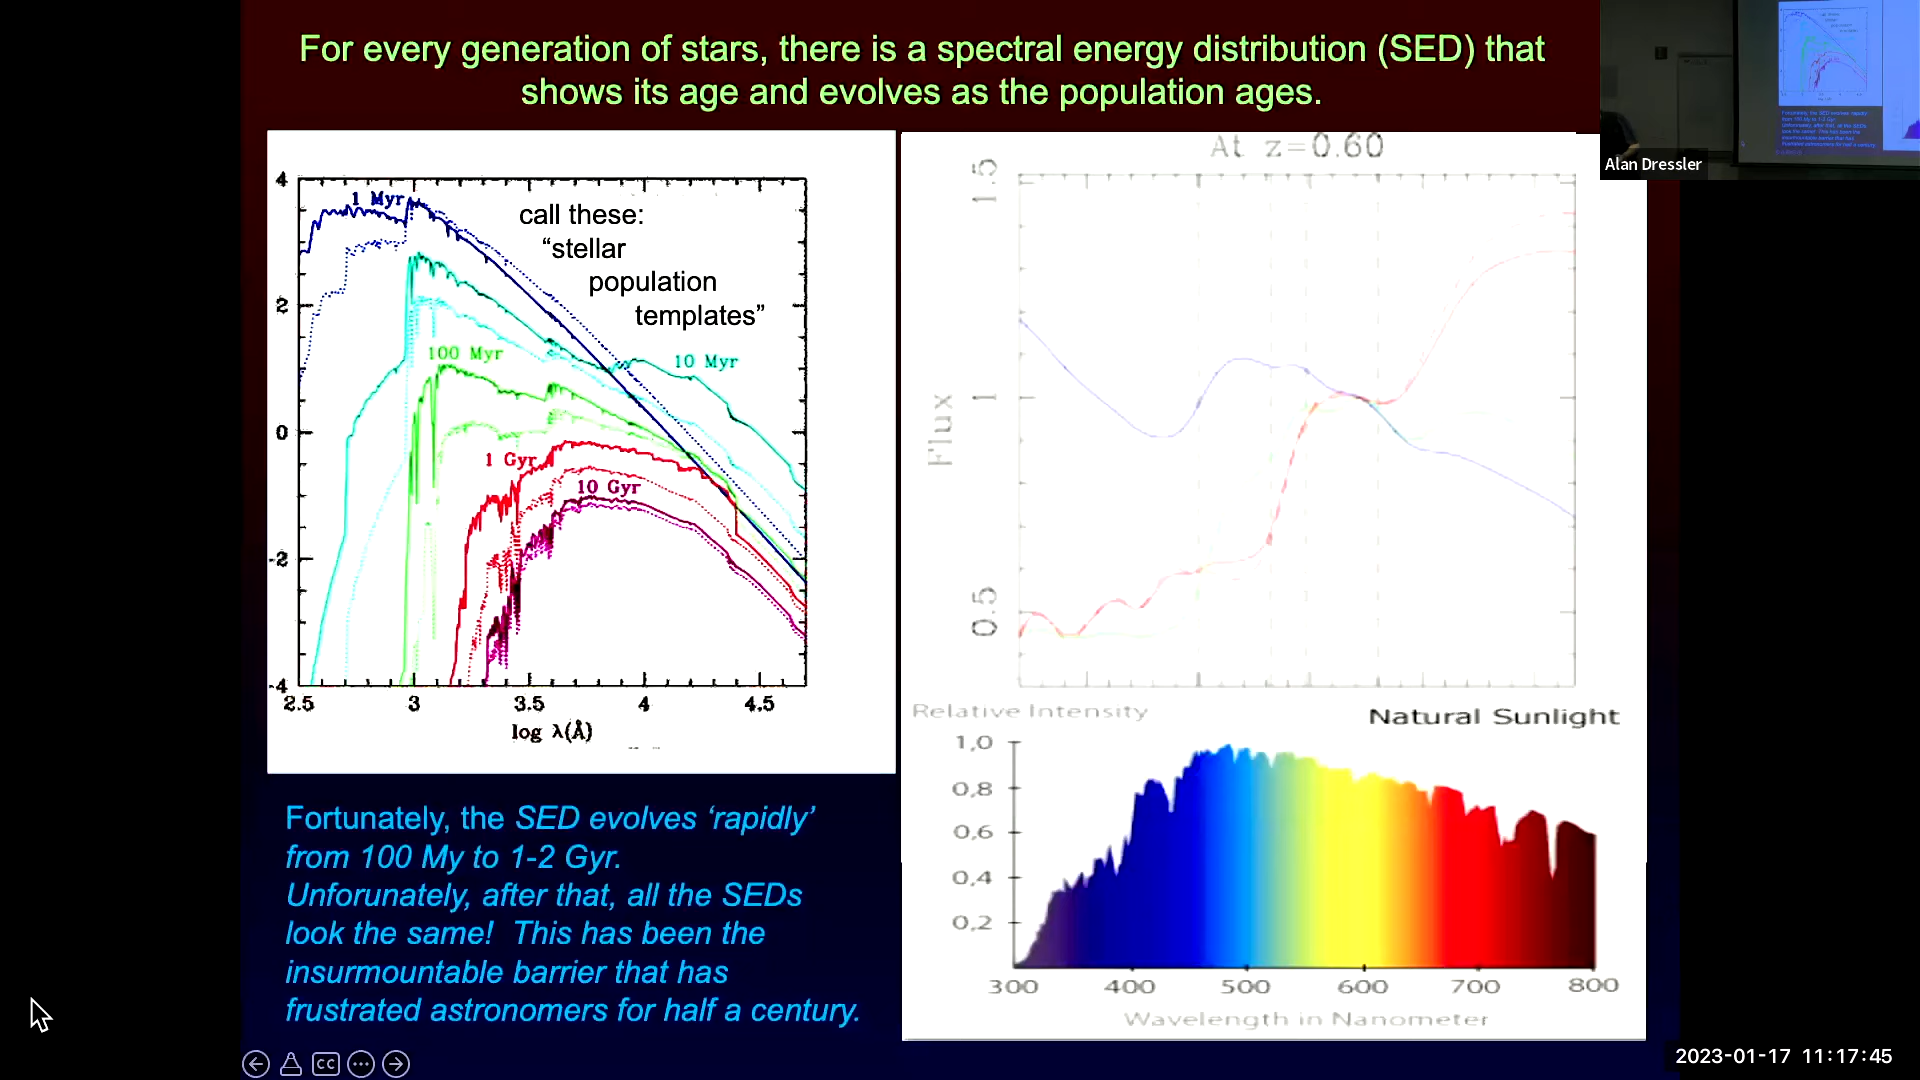 For every generation of stars, there is a spectral energy distribution (SED) that
shows its age and evolves as the population ages.
Alan Dressler
4
2
0
-2
-4
1 Myr
call these:
“stellar
population
templates”
10 Myr
100 Myr
1 Gyr
10 Gyr
2.5 3 3.5 4 4.5
log λ(Å)
At z=0.60
1.5
1
0.5
Flux
Relative Intensity
Natural Sunlight
1,0
0,8
0,6
0,4
0,2
300 400 500 600 700 800
Wavelength in Nanometer
Fortunately, the SED evolves ‘rapidly’
from 100 My to 1-2 Gyr.
Unforunately, after that, all the SEDs
look the same! This has been the
insurmountable barrier that has
frustrated astronomers for half a century.
CC
2023-01-17 11:17:45